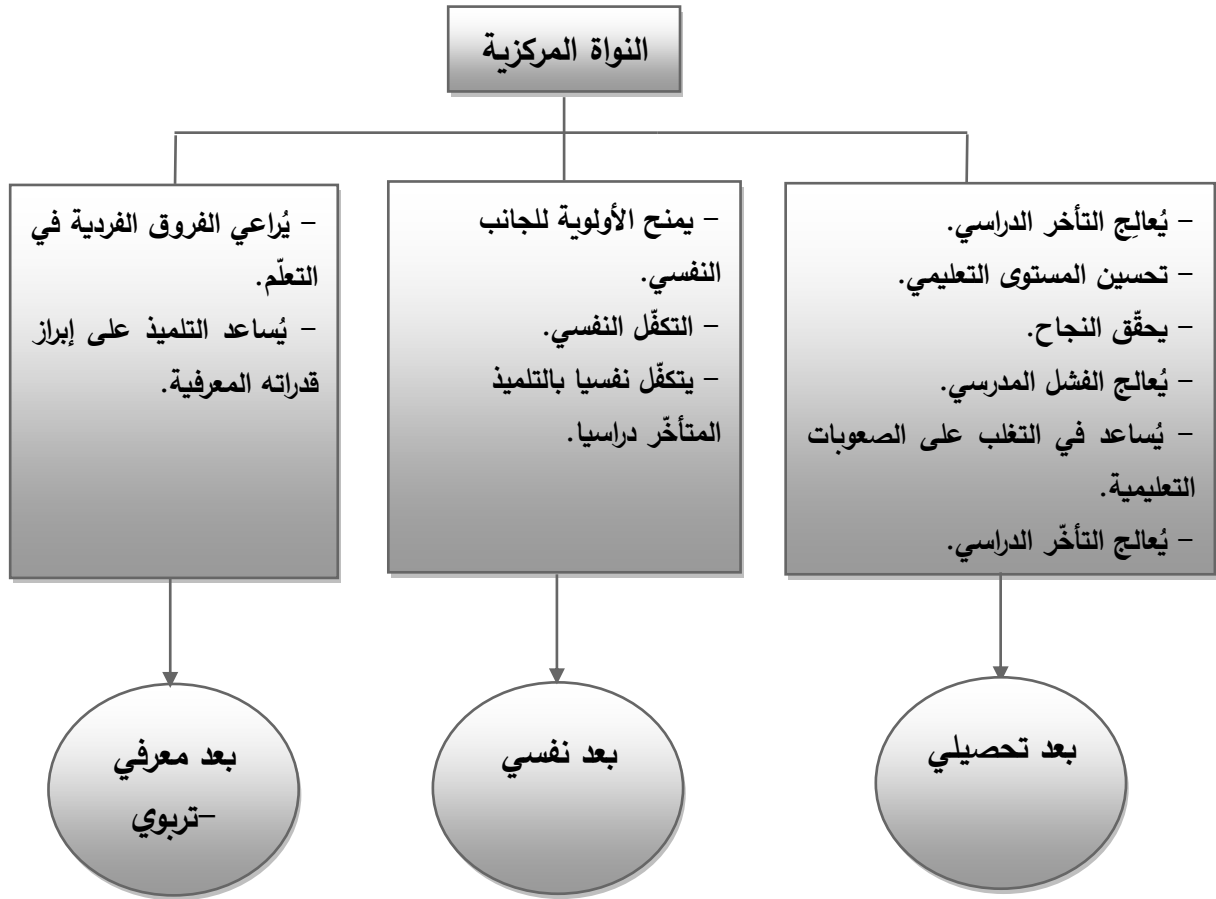 النواة المركزية
- يُعالِج التأخر الدراسي.
- تحسين المستوى التعليمي.
- يحقّق النجاح.
- يُعالج الفشل المدرسي.
- يُساعد في التغلب على الصعوبات
التعليمية.
- يُعالج التأخّر الدراسي.
- يمنح الأولوية للجانب
النفسي.
- التكفّل النفسي.
- يتكفّل نفسيا بالتلميذ
المتأخّر دراسيا.
- يُراعي الفروق الفردية في
التعلّم.
- يُساعد التلميذ على إبراز
قدراته المعرفية.
بعد تحصيلي
بعد نفسي
بعد معرفي
-تربوي